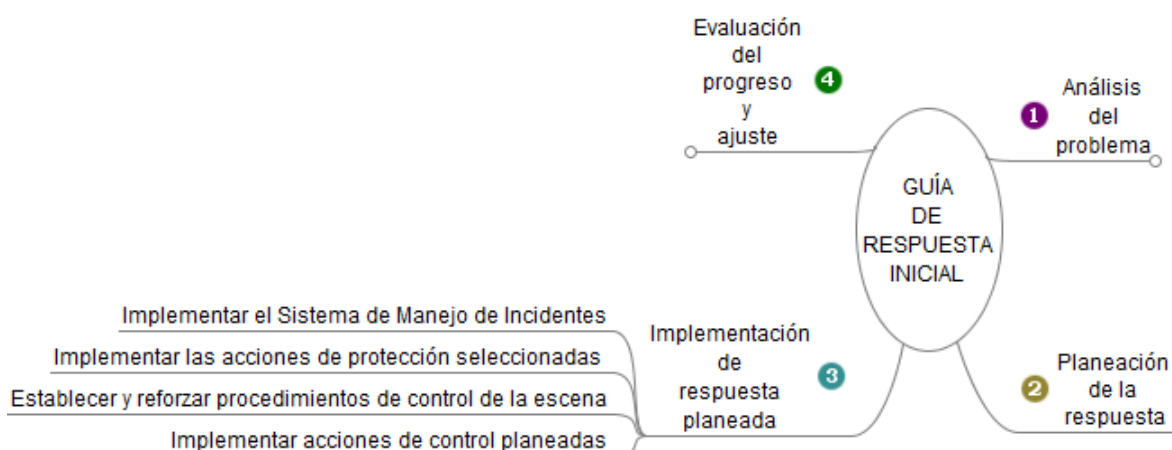 GUÍA
DE
RESPUESTA
INICIAL
1
Análisis
del
problema
2
Planeación
de la
respuesta
3
Implementación
de
respuesta
planeada
Implementar el Sistema de Manejo de Incidentes
Implementar las acciones de protección seleccionadas
Establecer y reforzar procedimientos de control de la escena
Implementar acciones de control planeadas
4
Evaluación
del
progreso
y
ajuste